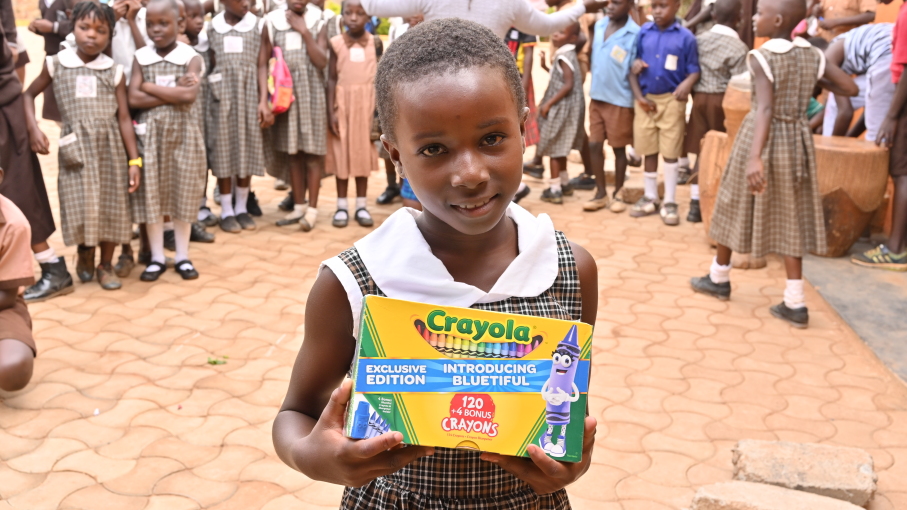 Crayola
EXCLUSIVE
EDITION
INTRODUCING
BLUETIFUL
120
+4 BONUS
CRAYONS